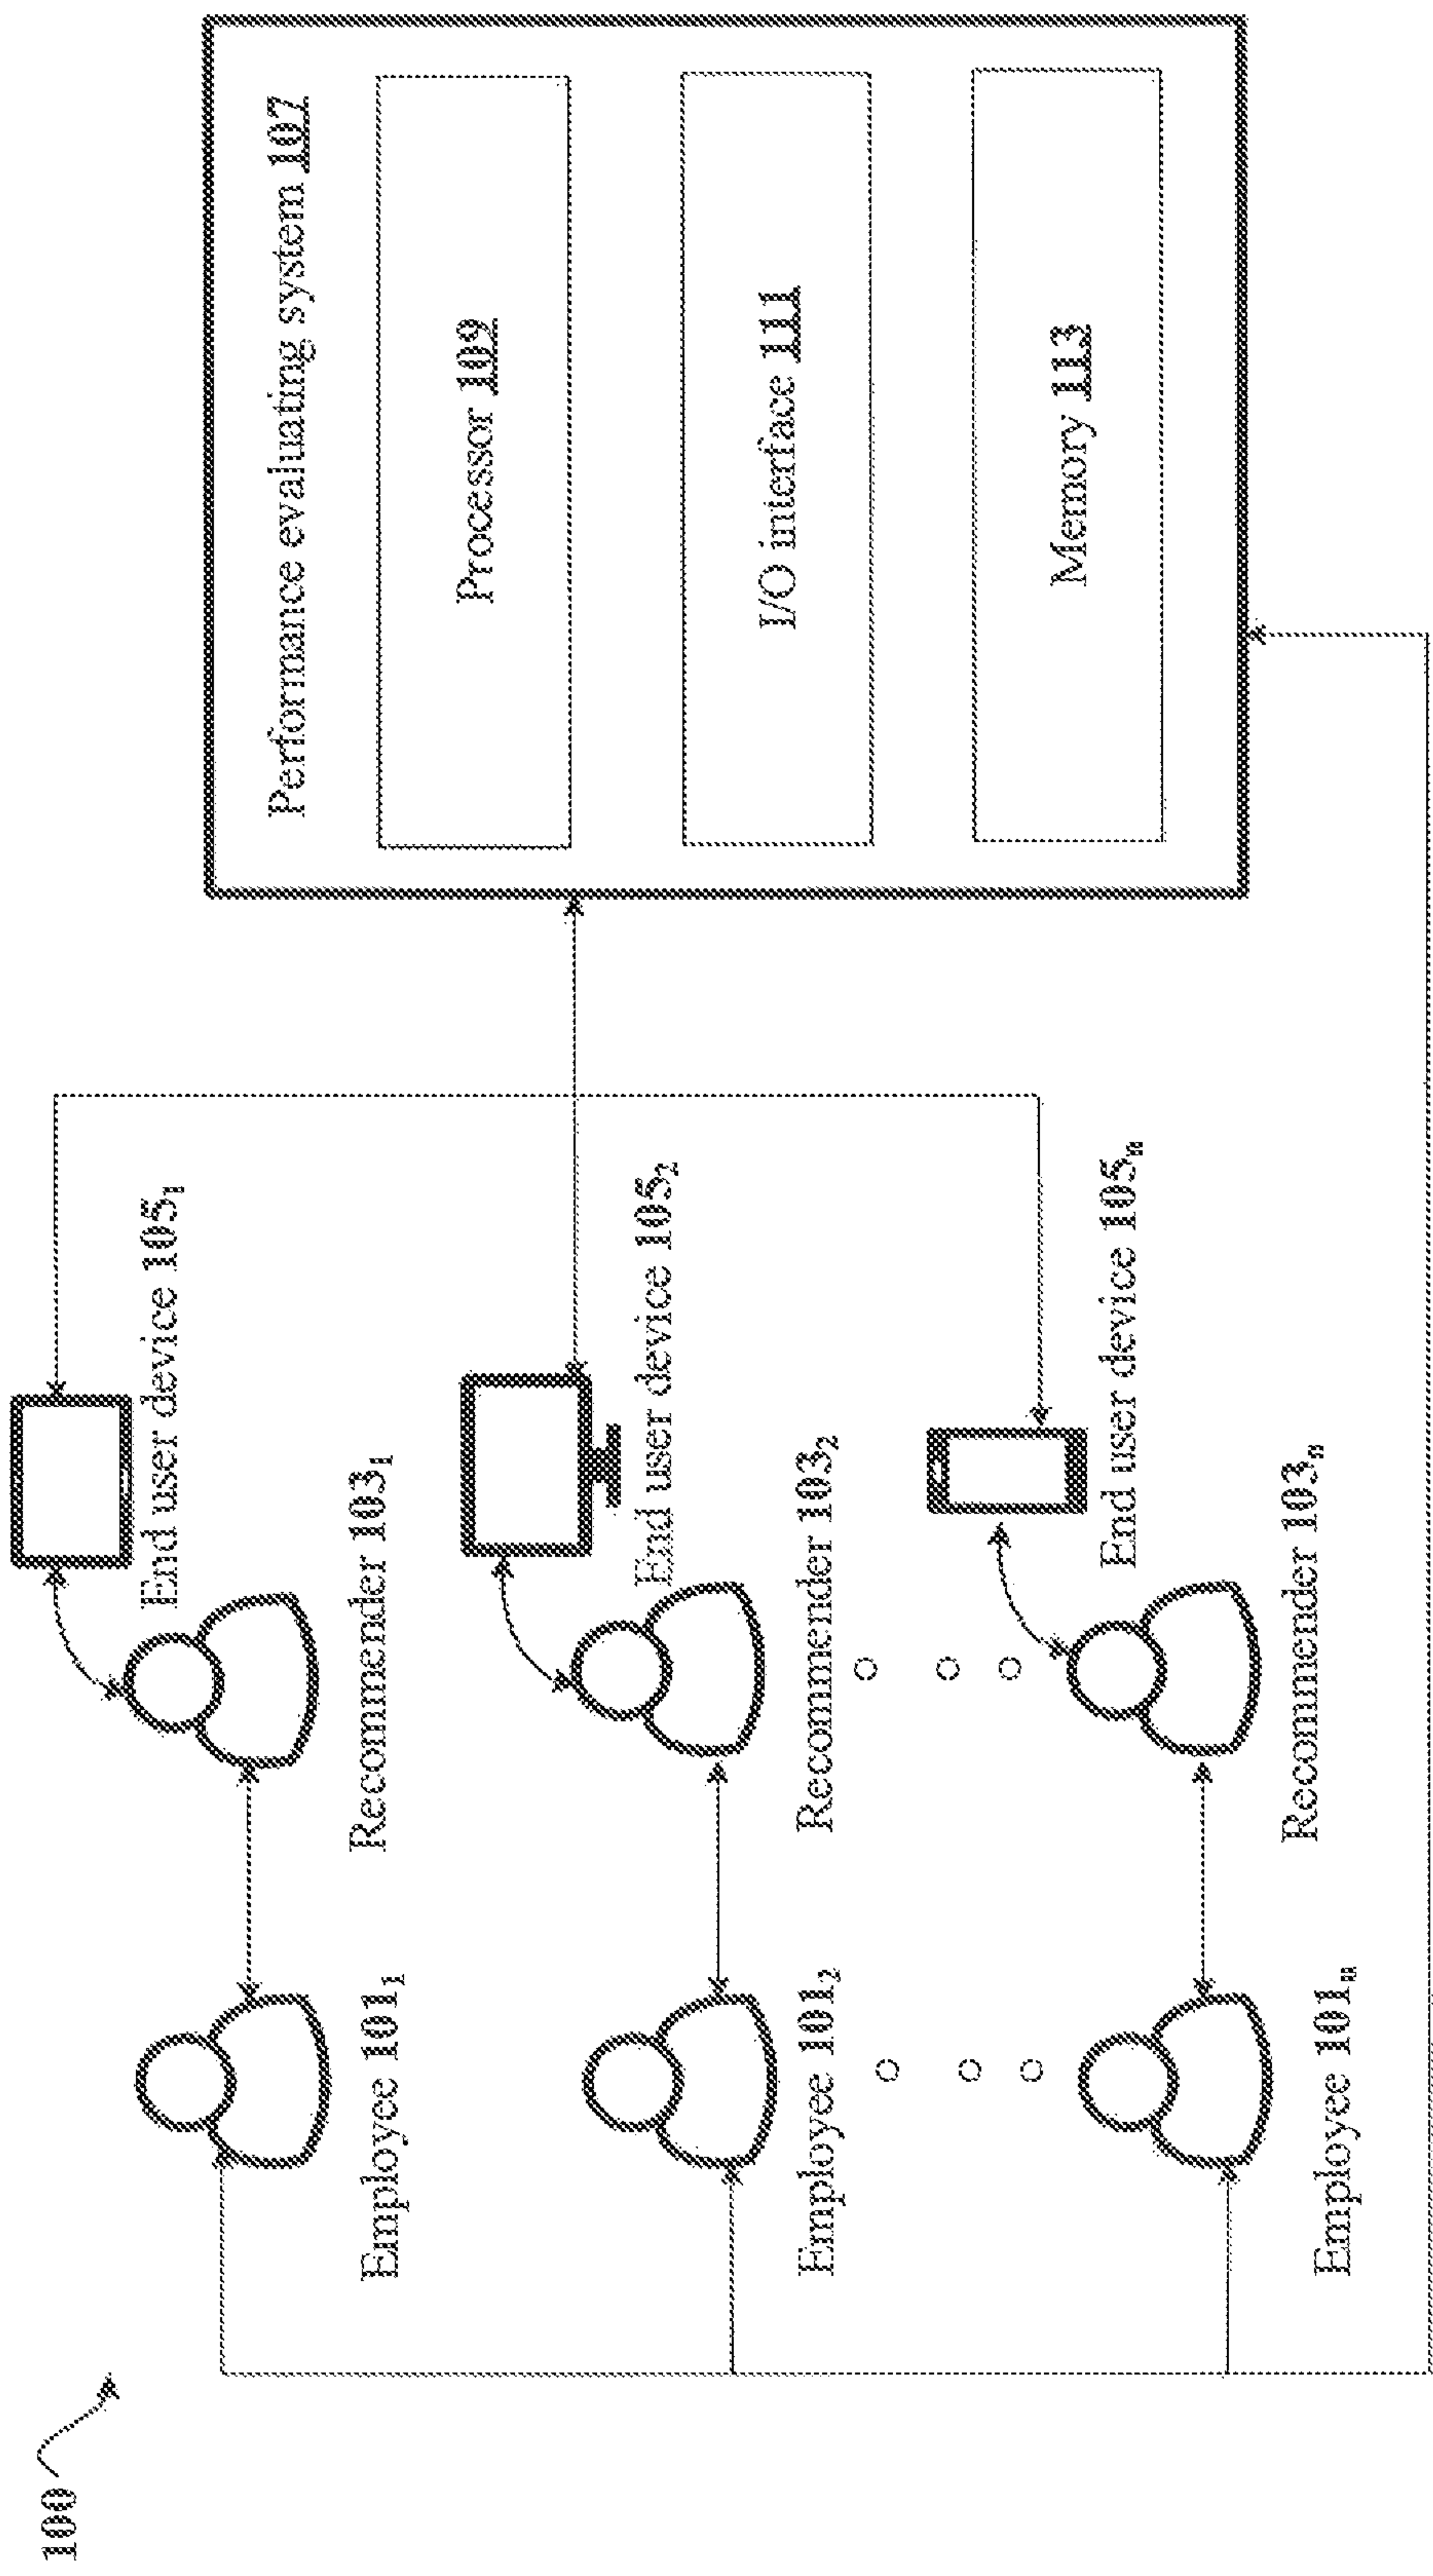 100
Employee 101₁
Recommender 103₁
End user device 105₁
Employee 101₂
Recommender 103₂
End user device 105₂
Employee 101ₙ
Recommender 103ₙ
End user device 105ₙ
Performance evaluating system 107
Processor 109
I/O interface 111
Memory 113